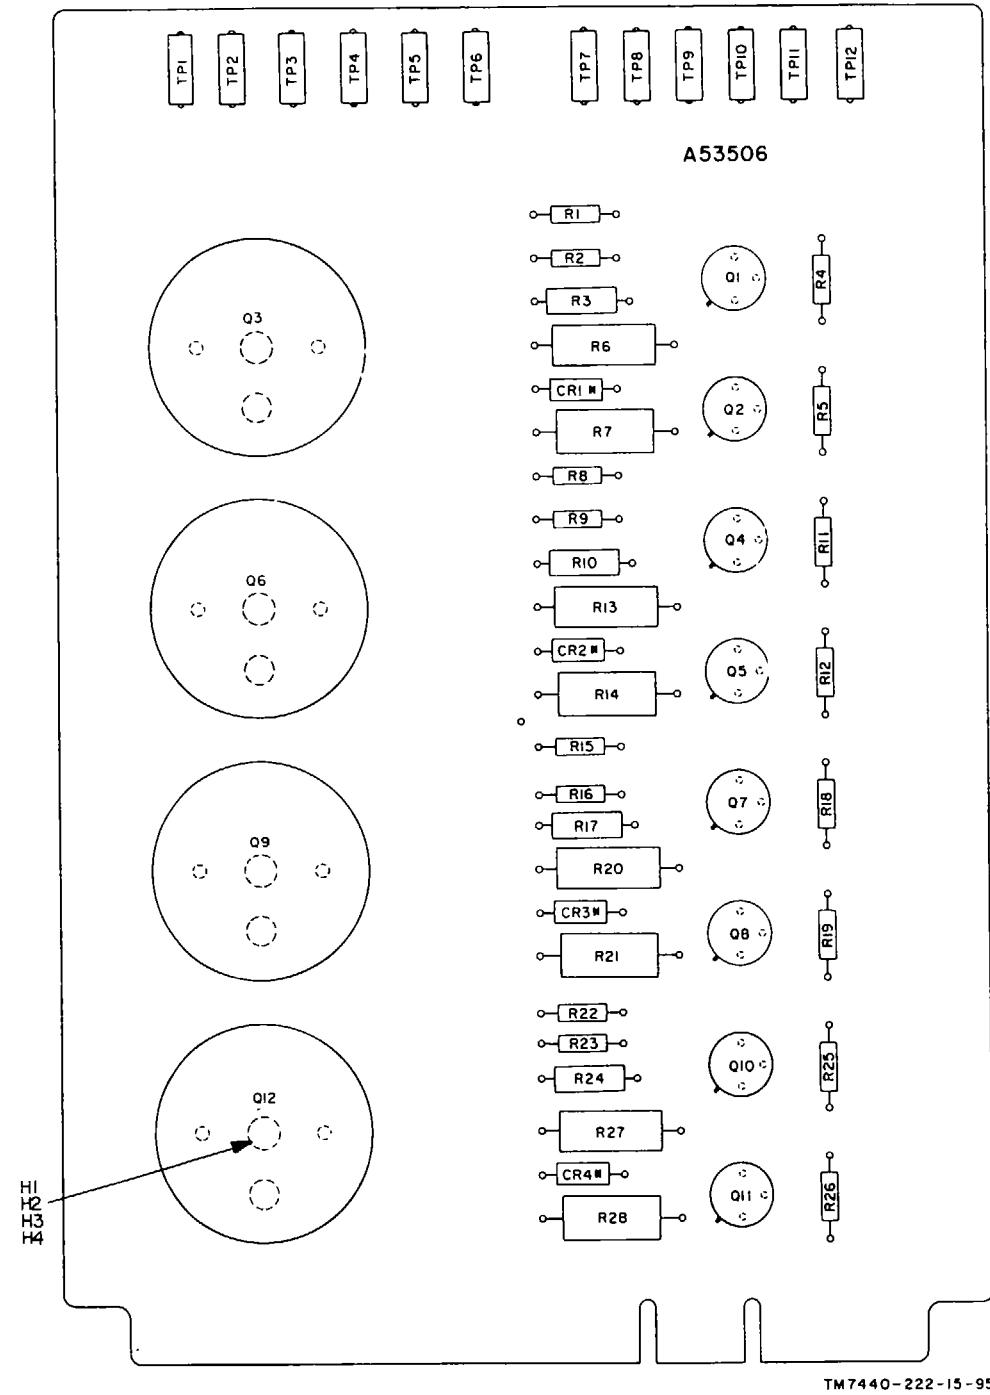 TP1
TP2
TP3
TP4
TP5
TP6
TP7
TP8
TP9
TP10
TP11
TP12
A53506
R1
R2
Q1
R4
R3
Q3
R6
CR1
Q2
R5
R7
R8
R9
Q4
R11
R10
Q6
R13
CR2
Q5
R12
R14
R15
R16
Q7
R18
R17
Q9
R20
CR3
Q8
R19
R21
R22
R23
Q10
R25
R24
Q12
R27
CR4
Q11
R26
R28
H1
H2
H3
H4
TM7440-222-15-95